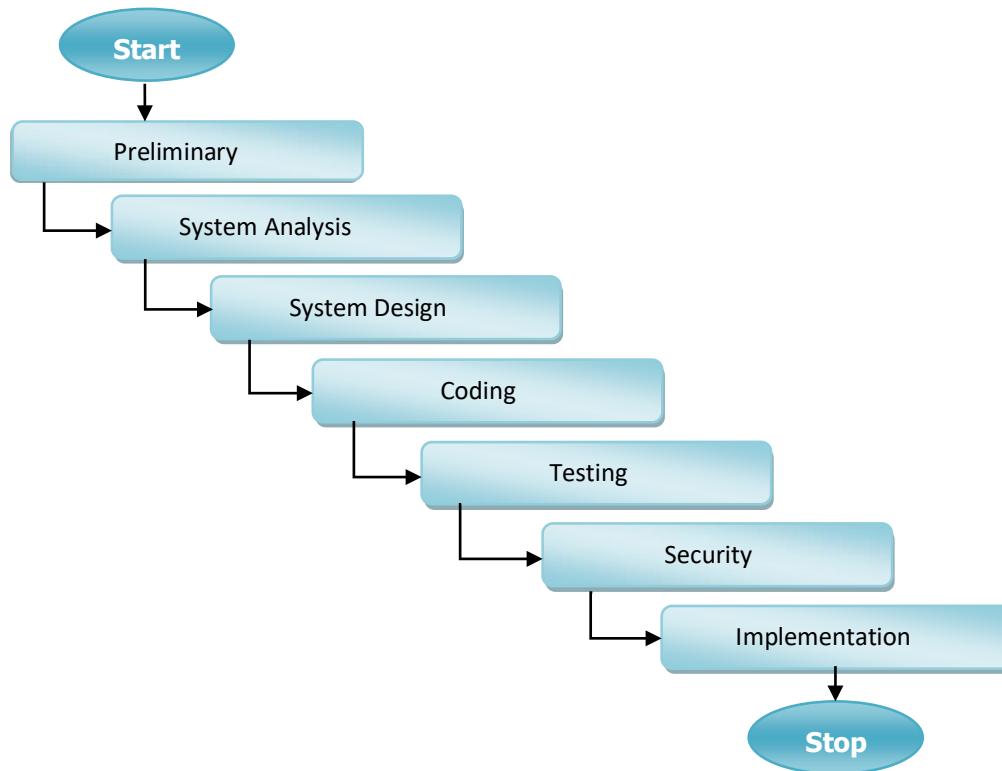 Start
Preliminary
System Analysis
System Design
Coding
Testing
Security
Implementation
Stop